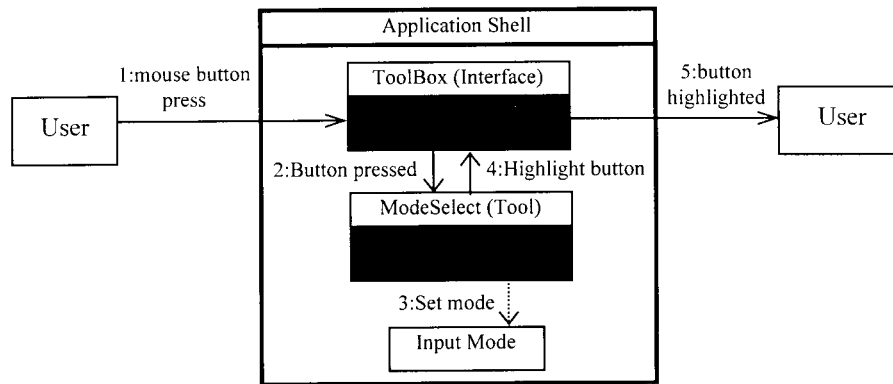 Application Shell
1:mouse button
press
ToolBox (Interface)
5:button
highlighted
User
User
2:Button pressed
4:Highlight button
ModeSelect (Tool)
3:Set mode
Input Mode